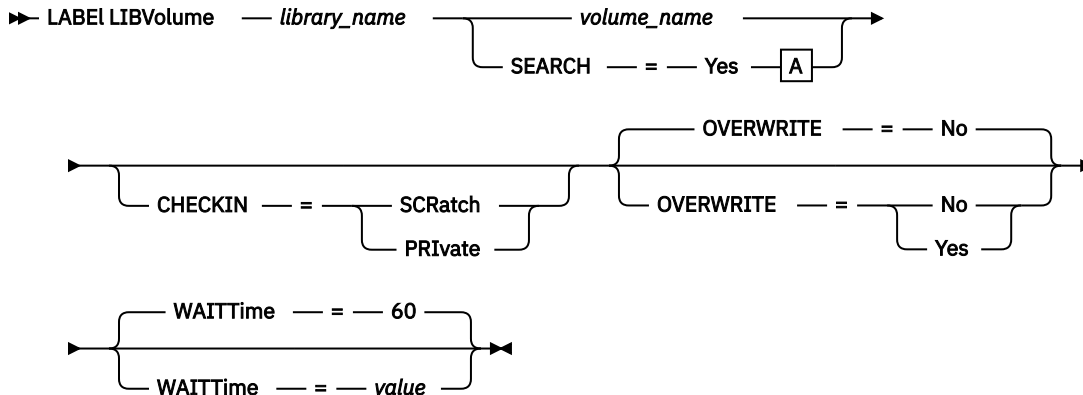 LABEl LIBVolume library_name volume_name
SEARCH = Yes A
OVERWRITE = No
CHECKIN = SCRatch OVERWRITE = No
PRIvate Yes
WAITTime = 60
WAITTime = value